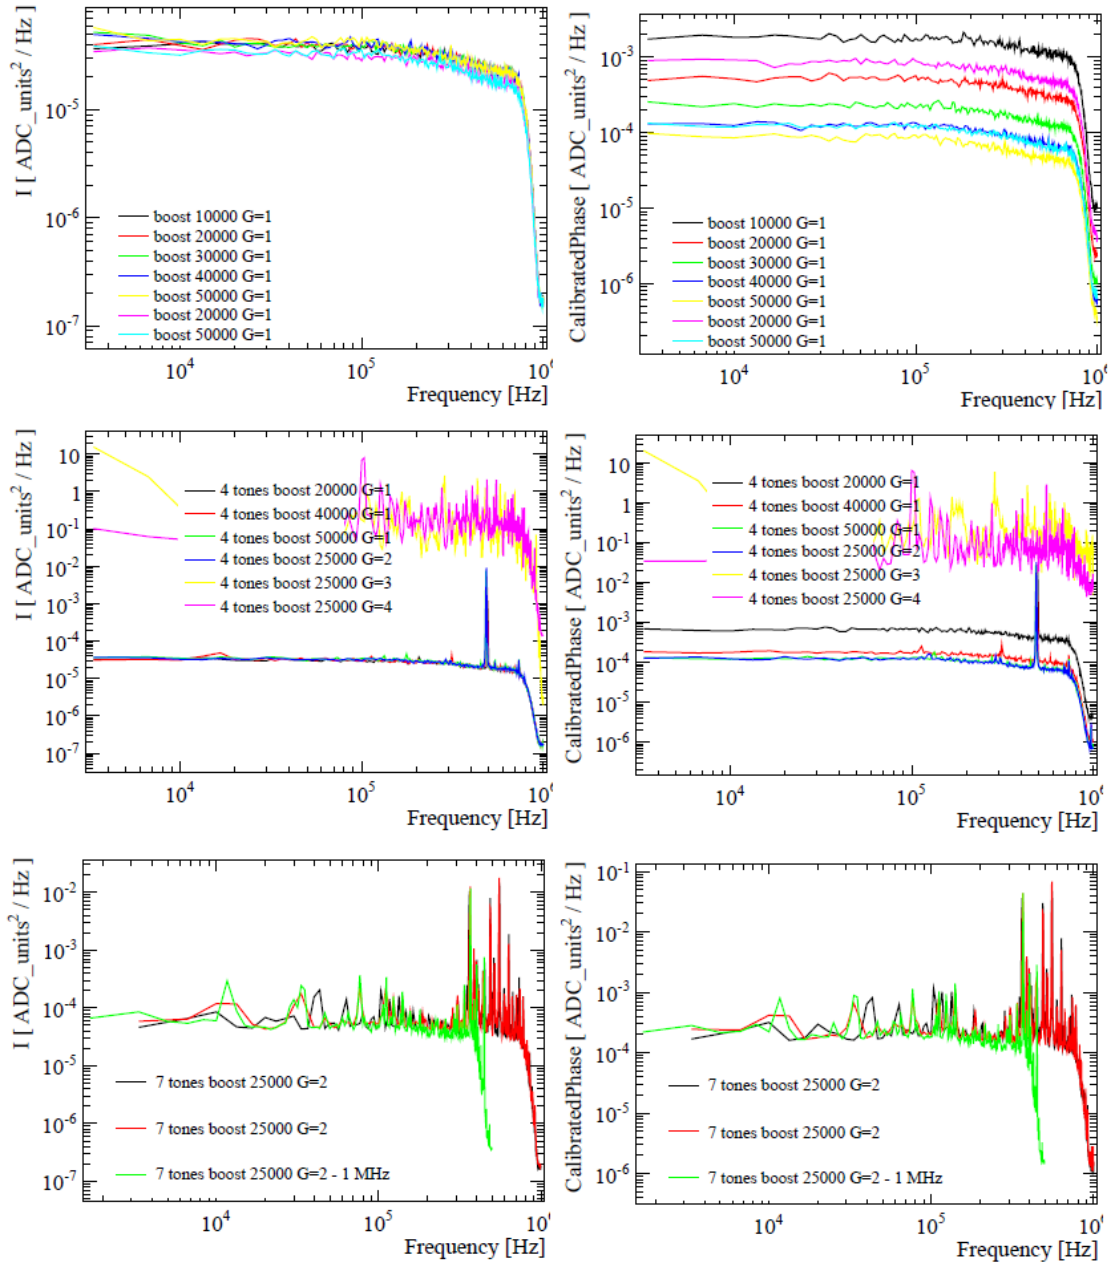 I [ ADC_units² / Hz ]
10⁻⁵
10⁻⁶
10⁻⁷
boost 10000 G=1
boost 20000 G=1
boost 30000 G=1
boost 40000 G=1
boost 50000 G=1
boost 20000 G=1
boost 50000 G=1
10⁴
10⁵
10⁶
Frequency [Hz]
CalibratedPhase [ ADC_units² / Hz ]
10⁻³
10⁻⁴
10⁻⁵
10⁻⁶
boost 10000 G=1
boost 20000 G=1
boost 30000 G=1
boost 40000 G=1
boost 50000 G=1
boost 20000 G=1
boost 50000 G=1
10⁴
10⁵
10⁶
Frequency [Hz]
I [ ADC_units² / Hz ]
10
1
10⁻¹
10⁻²
10⁻³
10⁻⁴
10⁻⁵
10⁻⁶
10⁻⁷
4 tones boost 20000 G=1
4 tones boost 40000 G=1
4 tones boost 50000 G=1
4 tones boost 25000 G=2
4 tones boost 25000 G=3
4 tones boost 25000 G=4
10⁴
10⁵
10⁶
Frequency [Hz]
CalibratedPhase [ ADC_units² / Hz ]
10
1
10⁻¹
10⁻²
10⁻³
10⁻⁴
10⁻⁵
10⁻⁶
4 tones boost 20000 G=1
4 tones boost 40000 G=1
4 tones boost 50000 G=1
4 tones boost 25000 G=2
4 tones boost 25000 G=3
4 tones boost 25000 G=4
10⁴
10⁵
10⁶
Frequency [Hz]
I [ ADC_units² / Hz ]
10⁻²
10⁻³
10⁻⁴
10⁻⁵
10⁻⁶
10⁻⁷
7 tones boost 25000 G=2
7 tones boost 25000 G=2
7 tones boost 25000 G=2 - 1 MHz
10⁴
10⁵
10⁶
Frequency [Hz]
CalibratedPhase [ ADC_units² / Hz ]
10⁻¹
10⁻²
10⁻³
10⁻⁴
10⁻⁵
10⁻⁶
7 tones boost 25000 G=2
7 tones boost 25000 G=2
7 tones boost 25000 G=2 - 1 MHz
10⁴
10⁵
10⁶
Frequency [Hz]